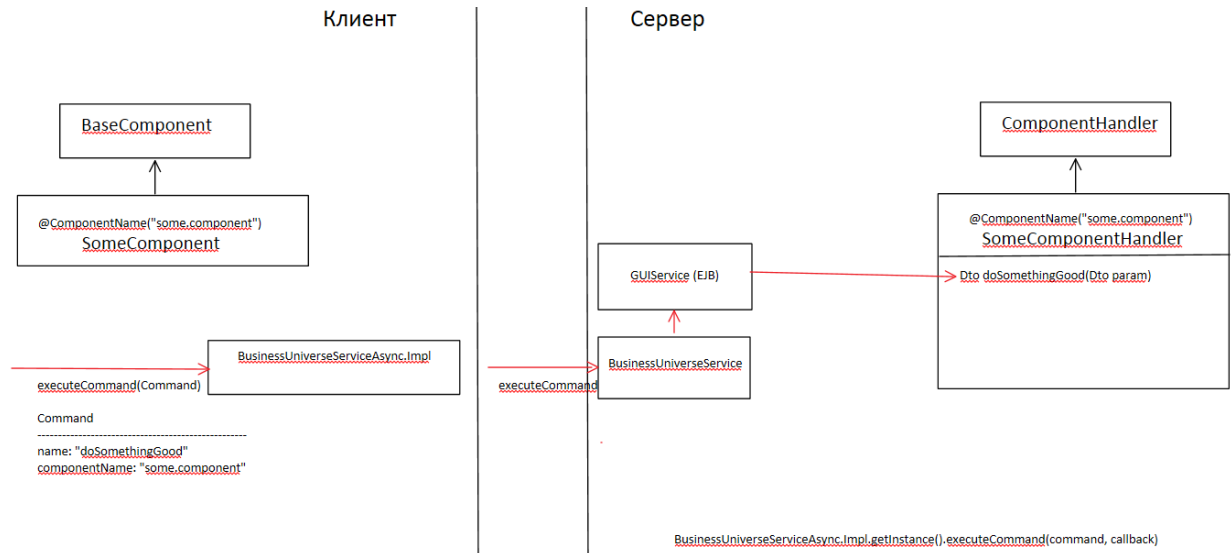 Клиент
Сервер
BaseComponent
ComponentHandler
@ComponentName("some.component")
SomeComponent
@ComponentName("some.component")
SomeComponentHandler
GUIService (EJB)
Dto doSomethingGood(Dto param)
BusinessUniverseServiceAsync.Impl
BusinessUniverseService
executeCommand(Command)
executeCommand
Command
--------------------------------------------------
name: "doSomethingGood"
componentName: "some.component"
BusinessUniverseServiceAsync.Impl.getInstance().executeCommand(command, callback)